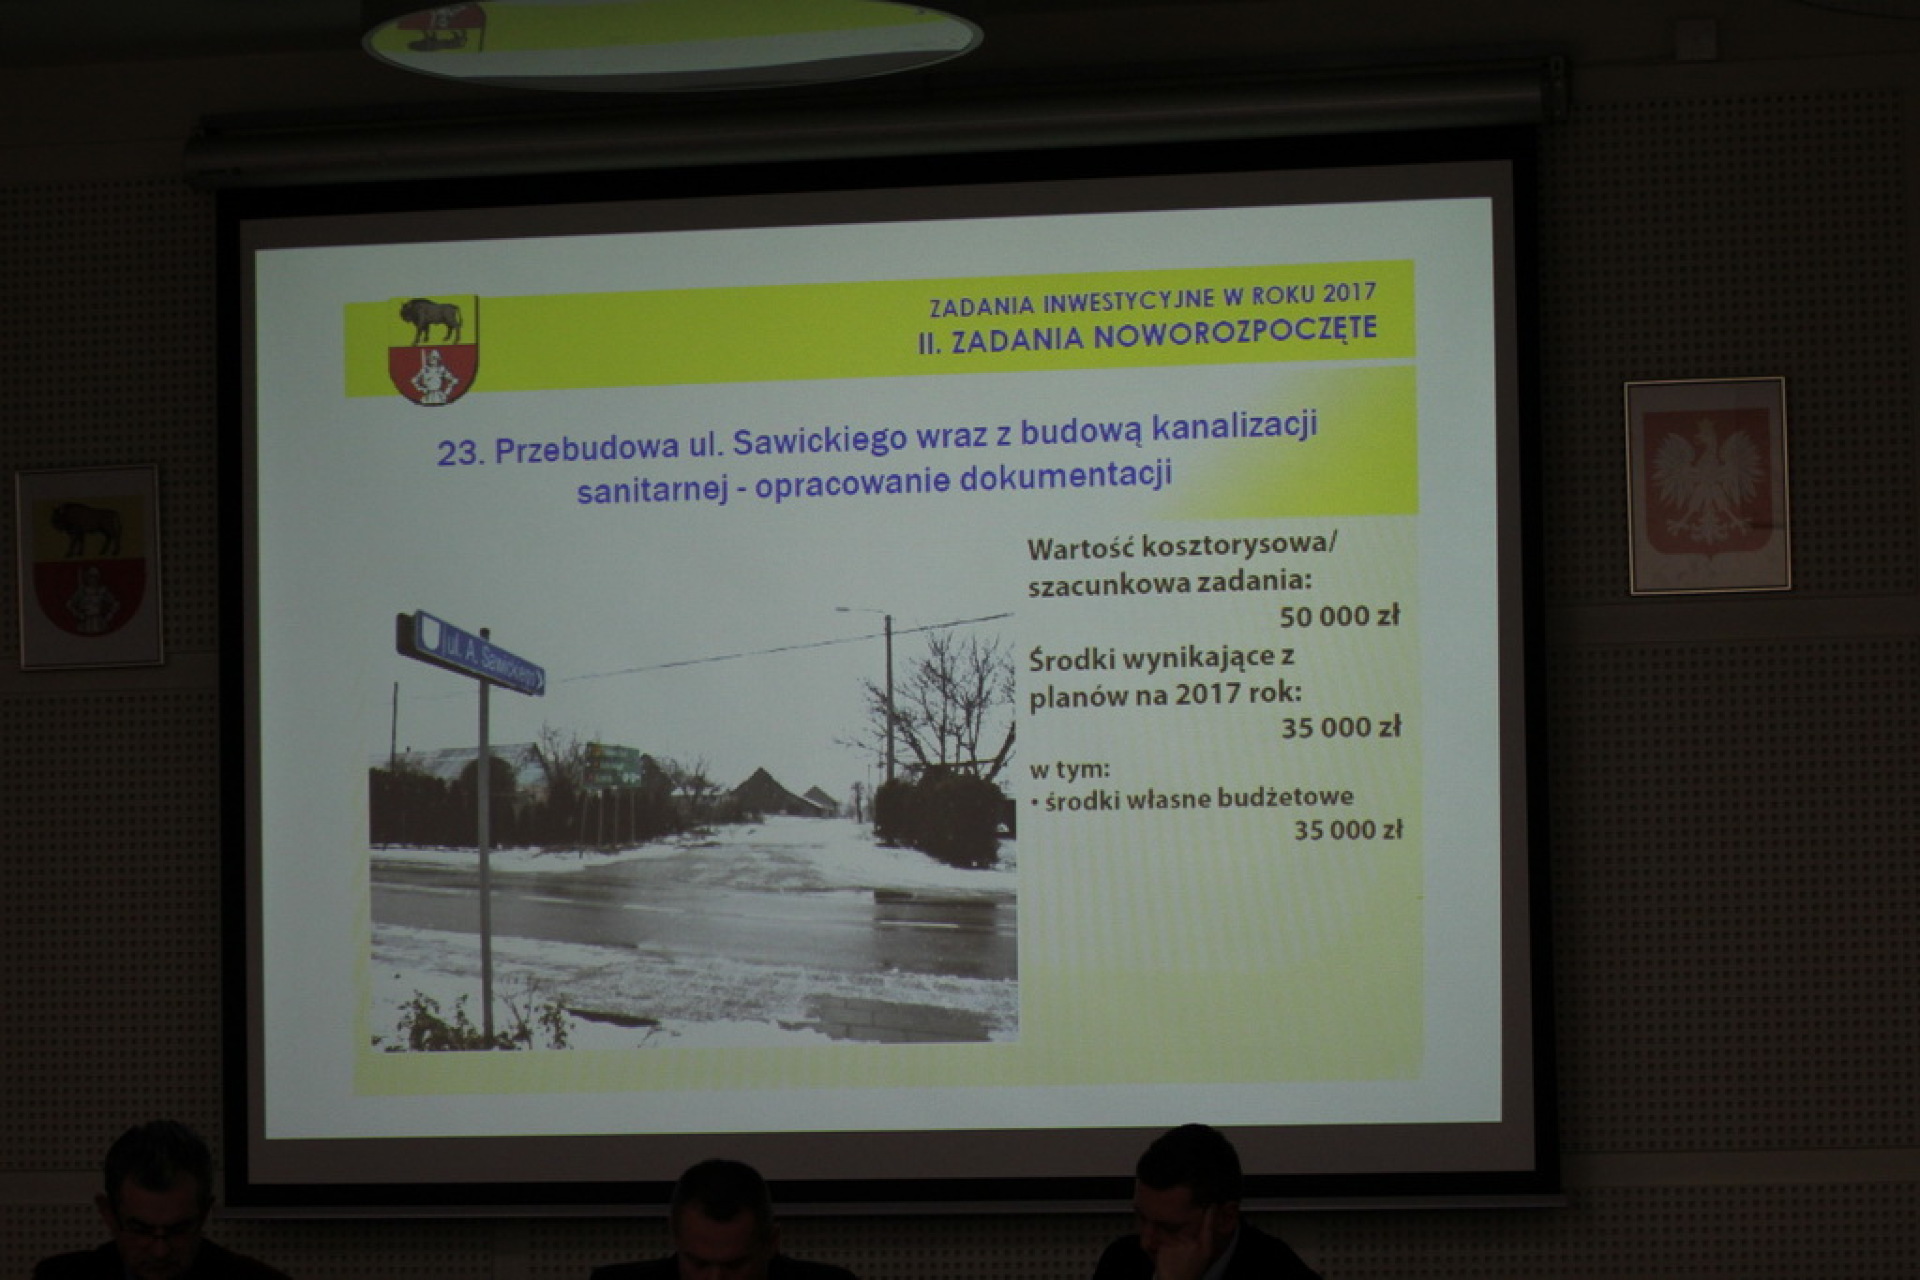 ZADANIA INWESTYCYJNE W ROKU 2017
II. ZADANIA NOWOROZPOCZĘTE
23. Przebudowa ul. Sawickiego wraz z budową kanalizacji
sanitarnej - opracowanie dokumentacji
Wartość kosztorysowa/
szacunkowa zadania:
50 000 zł
Środki wynikające z
planów na 2017 rok:
35 000 zł
w tym:
• środki własne budżetowe
35 000 zł
ul. A. Sawickiego